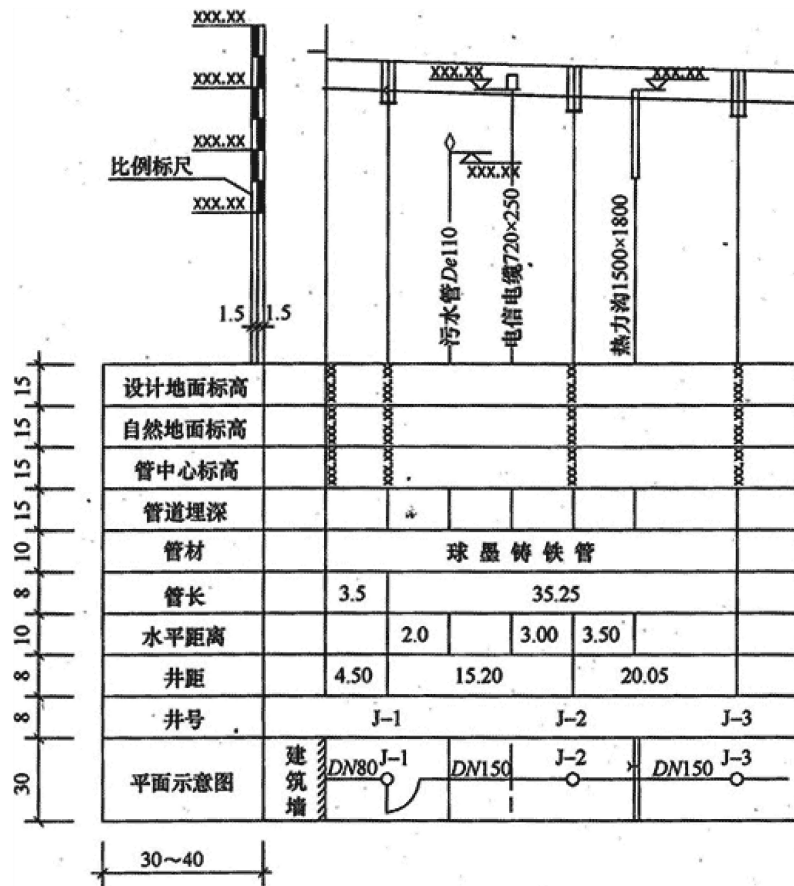 XXX.XX
XXX.XX
XXX.XX
XXX.XX
XXX.XX
XXX.XX
XXX.XX
比例标尺
1.5 1.5
污水管De110
电信电缆720×250
热力沟1500×1800
15 设计地面标高
15 自然地面标高
15 管中心标高
15 管道埋深
10 管材 球墨铸铁管
8 管长 3.5 35.25
10 水平距离 2.0 3.00 3.50
8 井距 4.50 15.20 20.05
8 井号 J-1 J-2 J-3
30 平面示意图 建筑墙 DN80 J-1 DN150 J-2 DN150 J-3
30~40